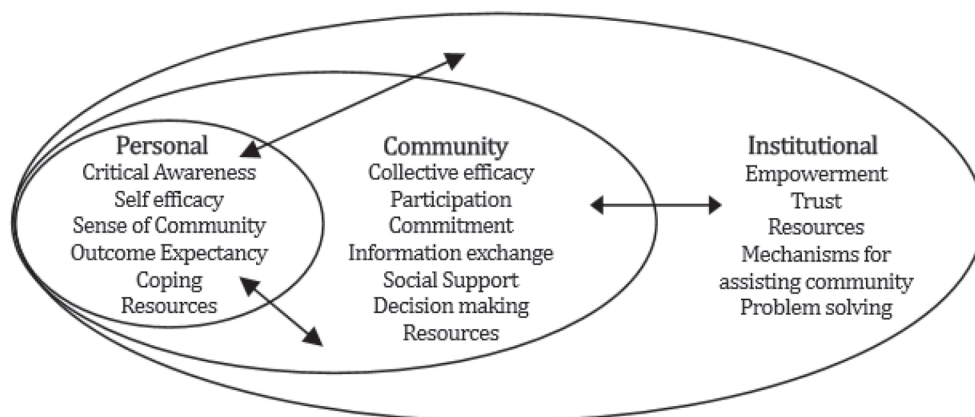 Personal
Critical Awareness
Self efficacy
Sense of Community
Outcome Expectancy
Coping
Resources
Community
Collective efficacy
Participation
Commitment
Information exchange
Social Support
Decision making
Resources
Institutional
Empowerment
Trust
Resources
Mechanisms for
assisting community
Problem solving